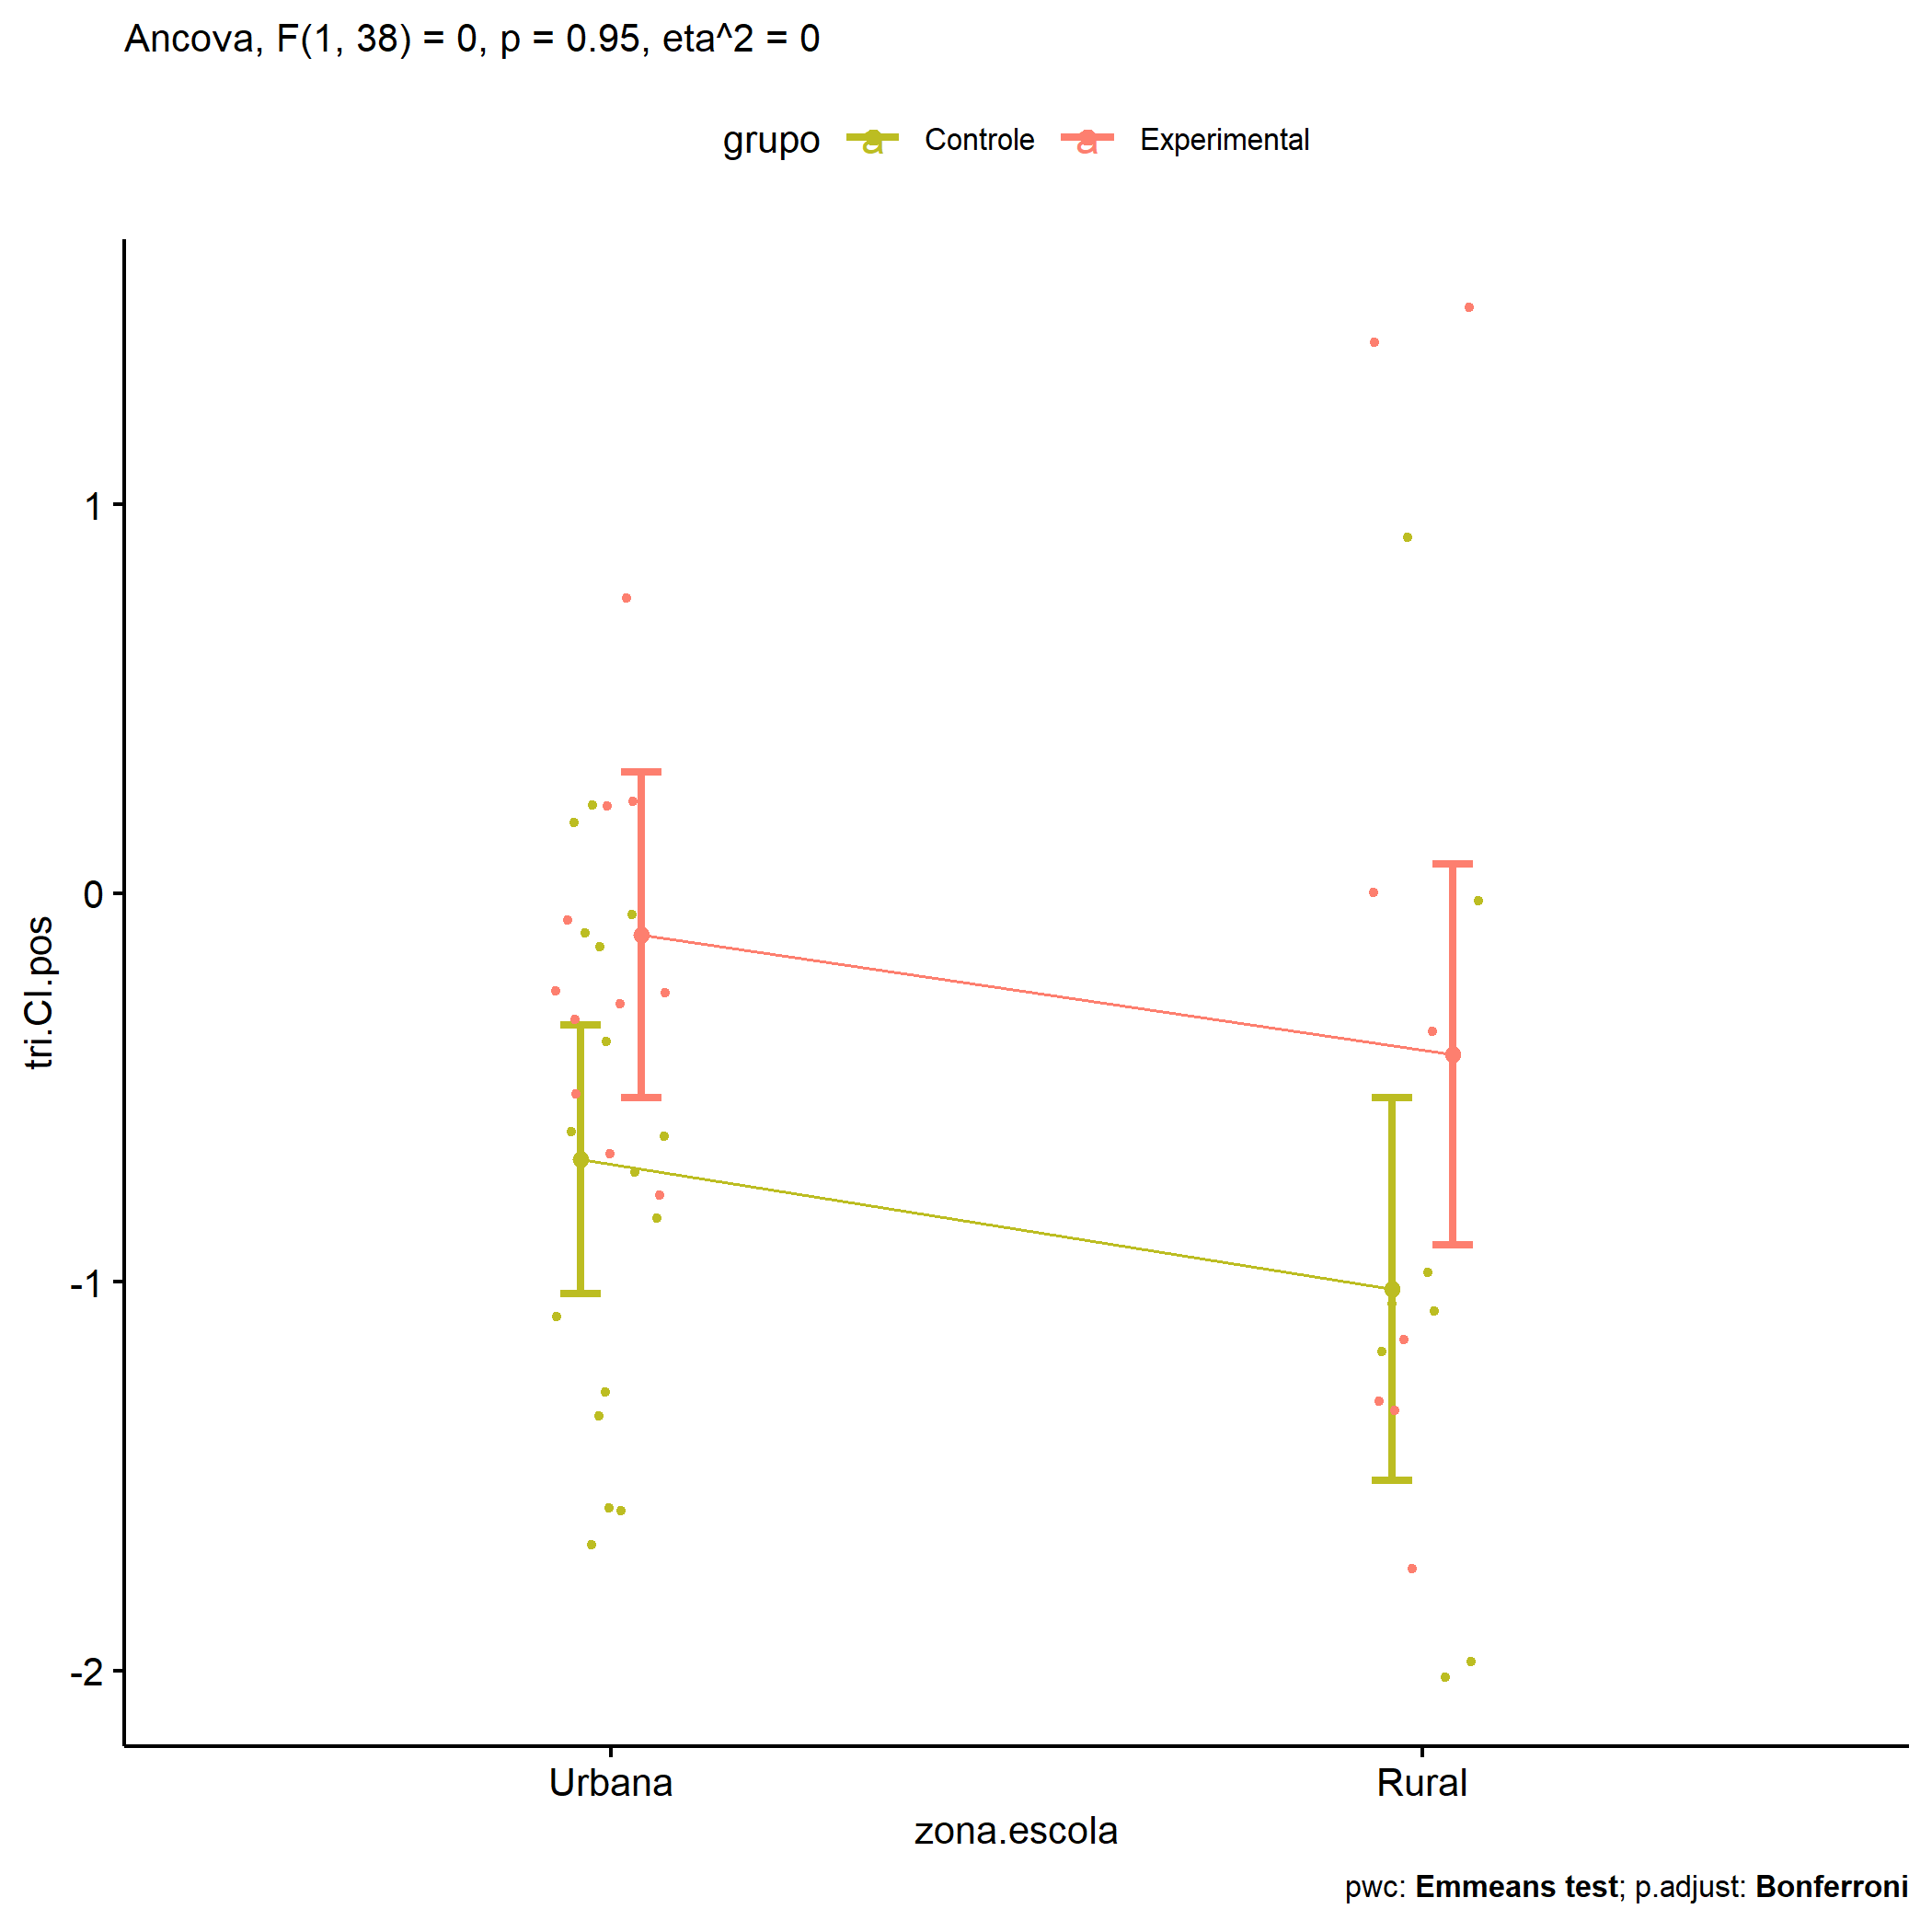 Ancova, F(1, 38) = 0, p = 0.95, eta^2 = 0
grupo a Controle a Experimental
1
0
-1
-2
tri.CI.pos
Urbana Rural
zona.escola
pwc: Emmeans test; p.adjust: Bonferroni